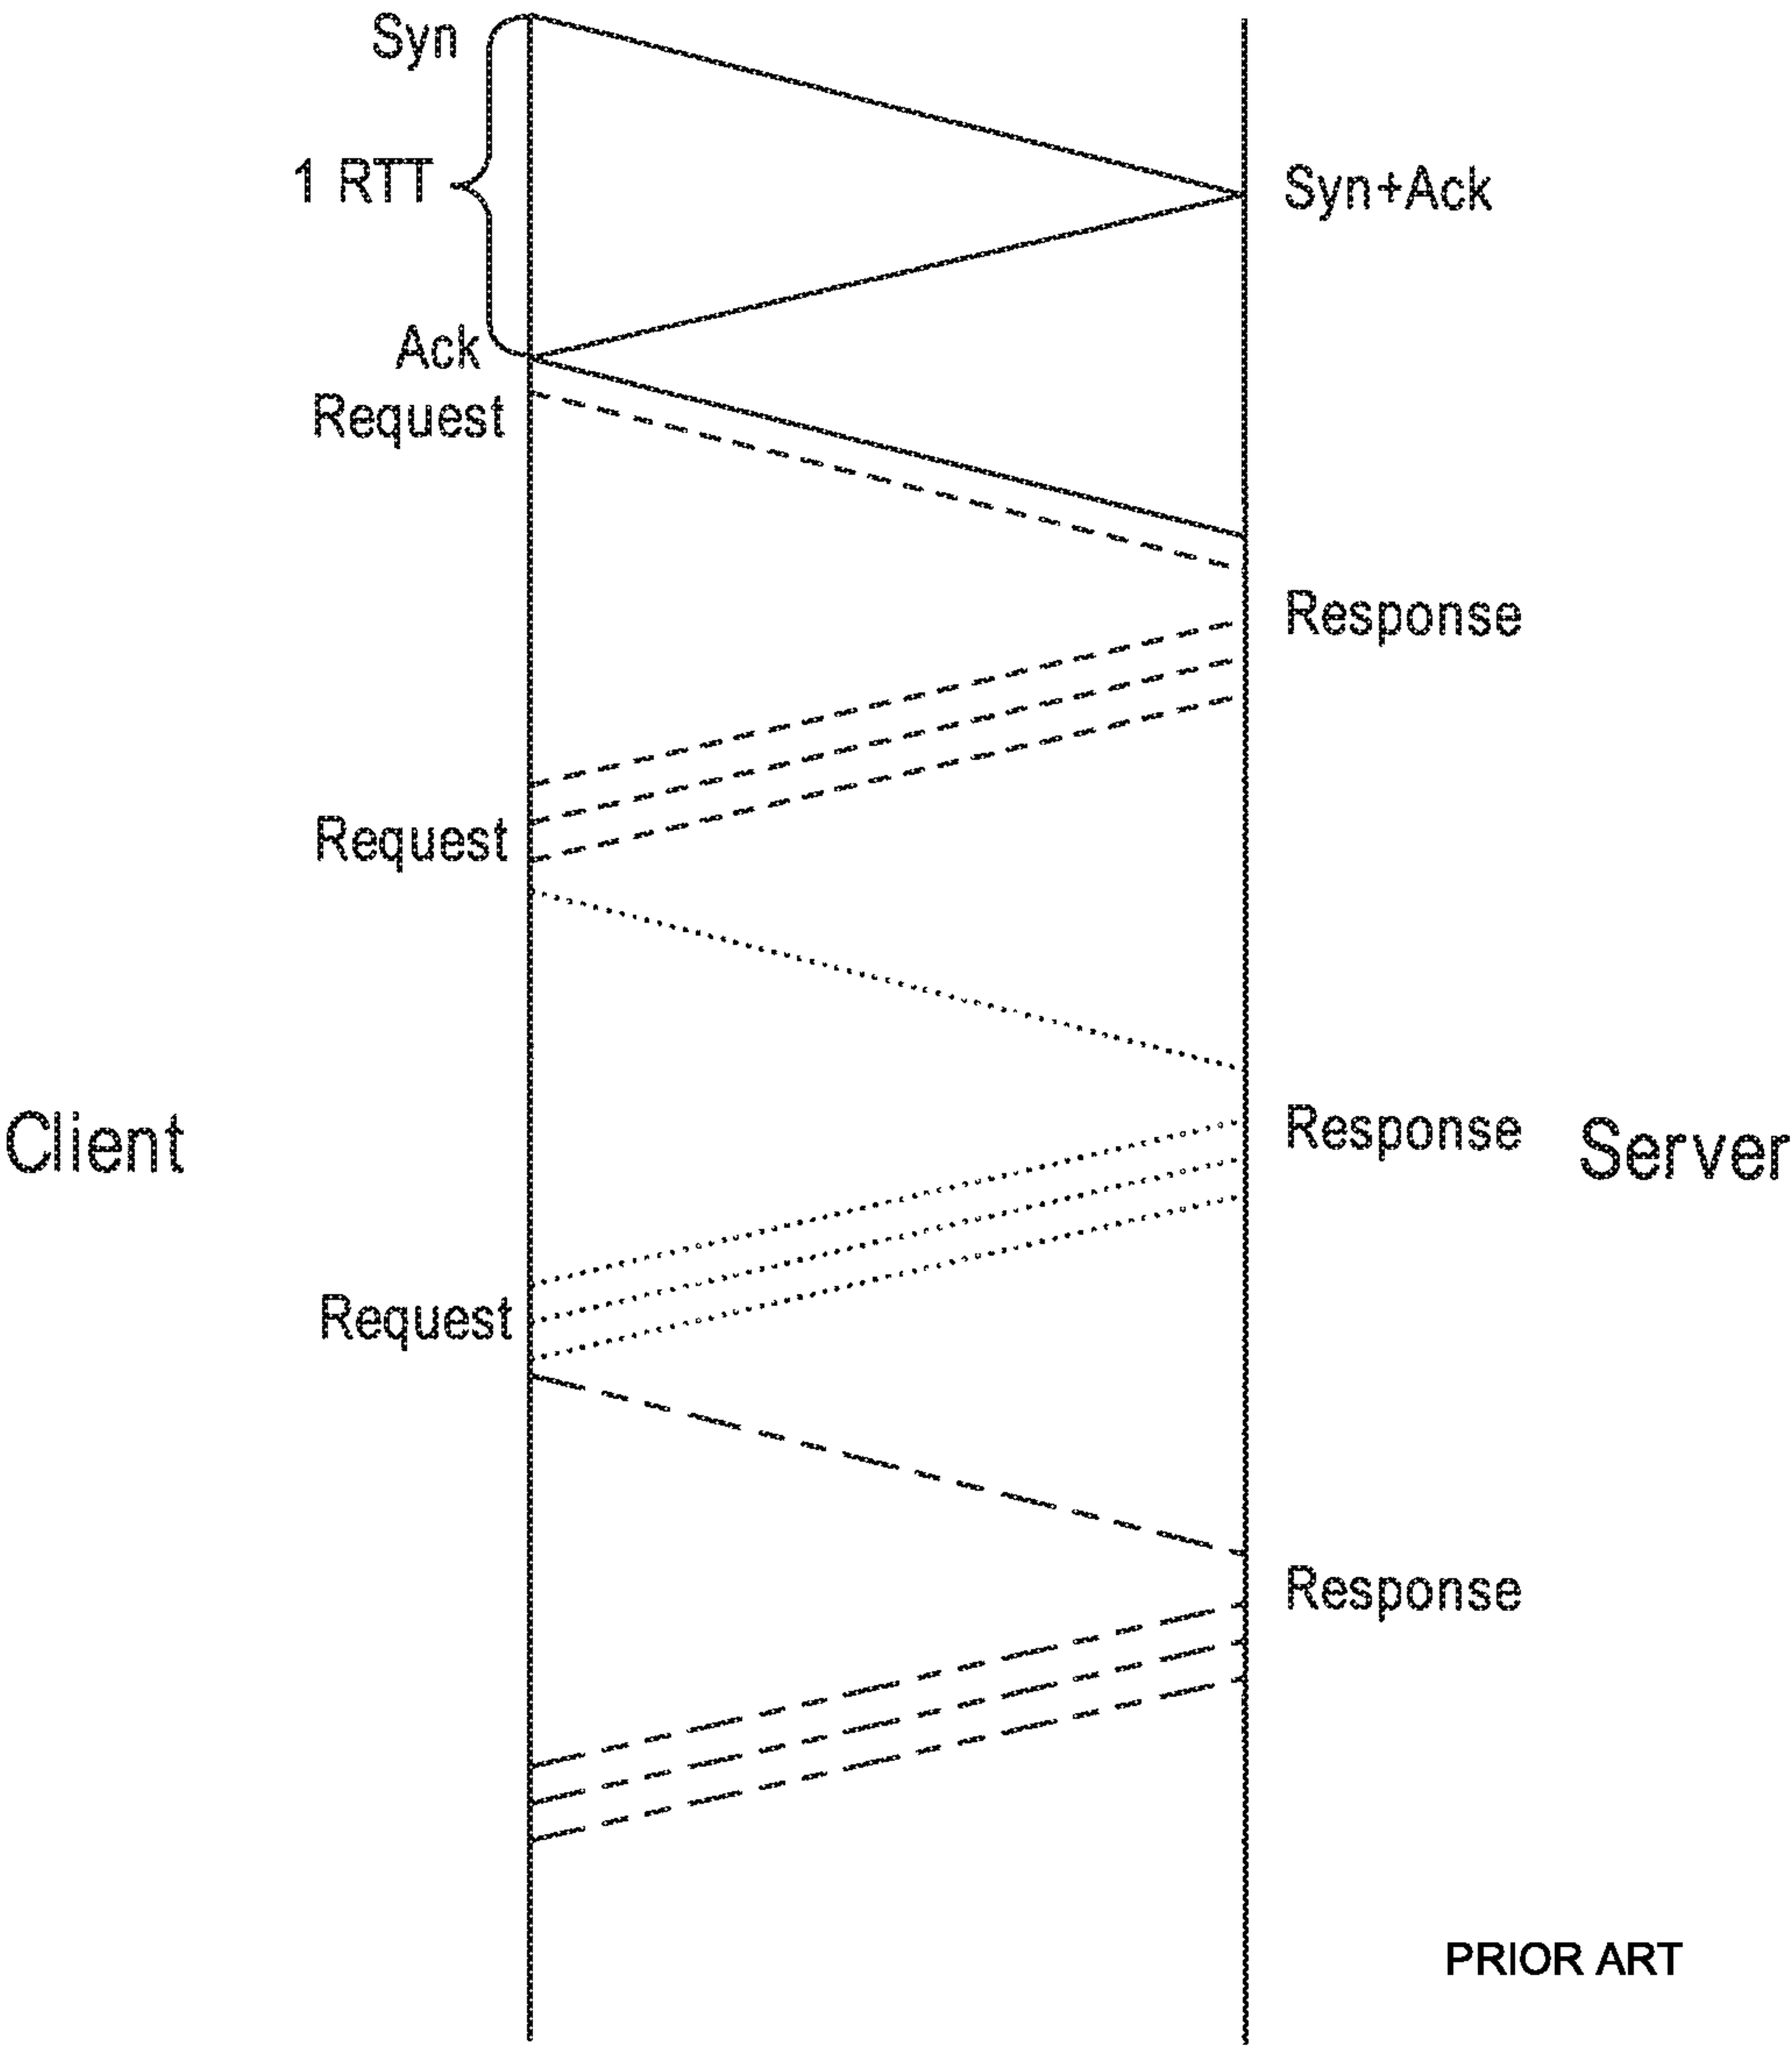 Syn
1 RTT
Syn+Ack
Ack
Request
Response
Request
Client
Response
Server
Request
Response
PRIOR ART